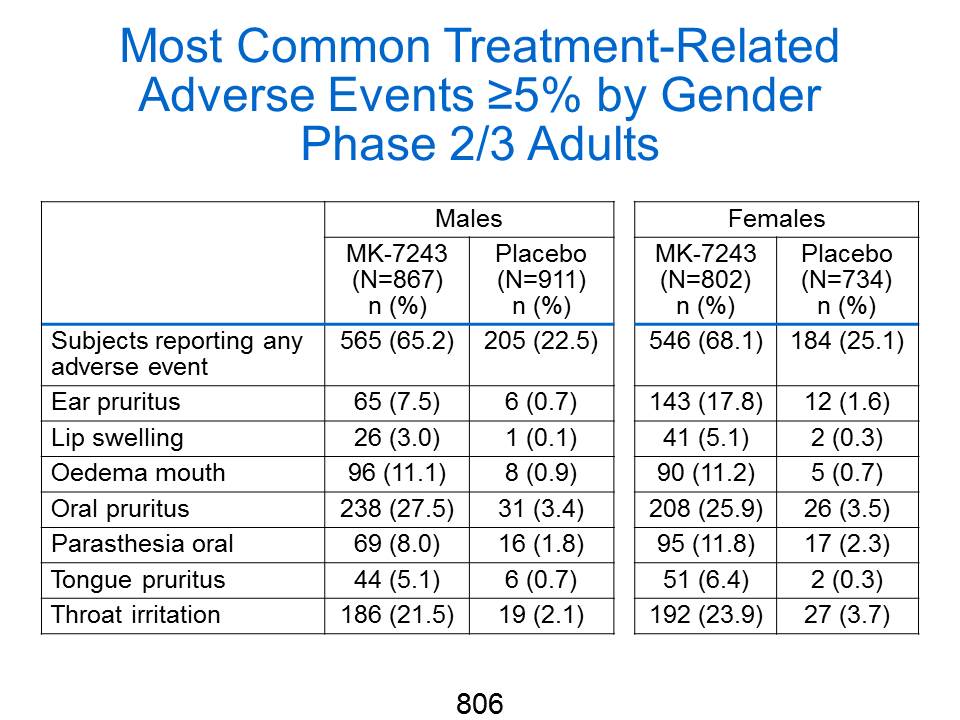 Most Common Treatment-Related
Adverse Events ≥5% by Gender
Phase 2/3 Adults
Males Females
MK-7243 Placebo MK-7243 Placebo
(N=867) (N=911) (N=802) (N=734)
n (%) n (%) n (%) n (%)
Subjects reporting any 565 (65.2) 205 (22.5) 546 (68.1) 184 (25.1)
adverse event
Ear pruritus 65 (7.5) 6 (0.7) 143 (17.8) 12 (1.6)
Lip swelling 26 (3.0) 1 (0.1) 41 (5.1) 2 (0.3)
Oedema mouth 96 (11.1) 8 (0.9) 90 (11.2) 5 (0.7)
Oral pruritus 238 (27.5) 31 (3.4) 208 (25.9) 26 (3.5)
Parasthesia oral 69 (8.0) 16 (1.8) 95 (11.8) 17 (2.3)
Tongue pruritus 44 (5.1) 6 (0.7) 51 (6.4) 2 (0.3)
Throat irritation 186 (21.5) 19 (2.1) 192 (23.9) 27 (3.7)
806